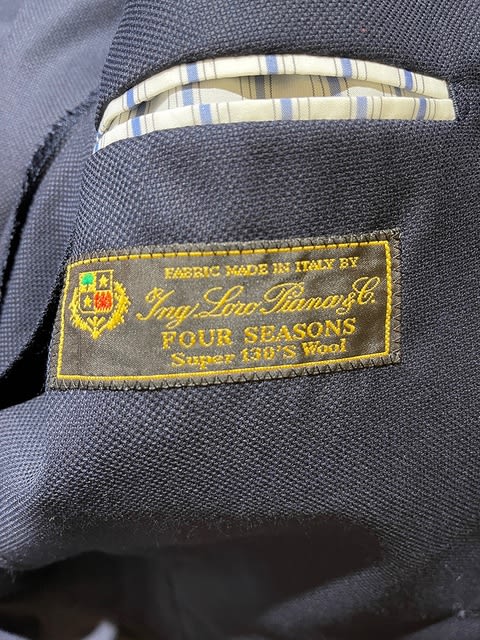 FABRIC MADE IN ITALY BY
Ing. Loro Piana & C.
FOUR SEASONS
Super 130'S Wool